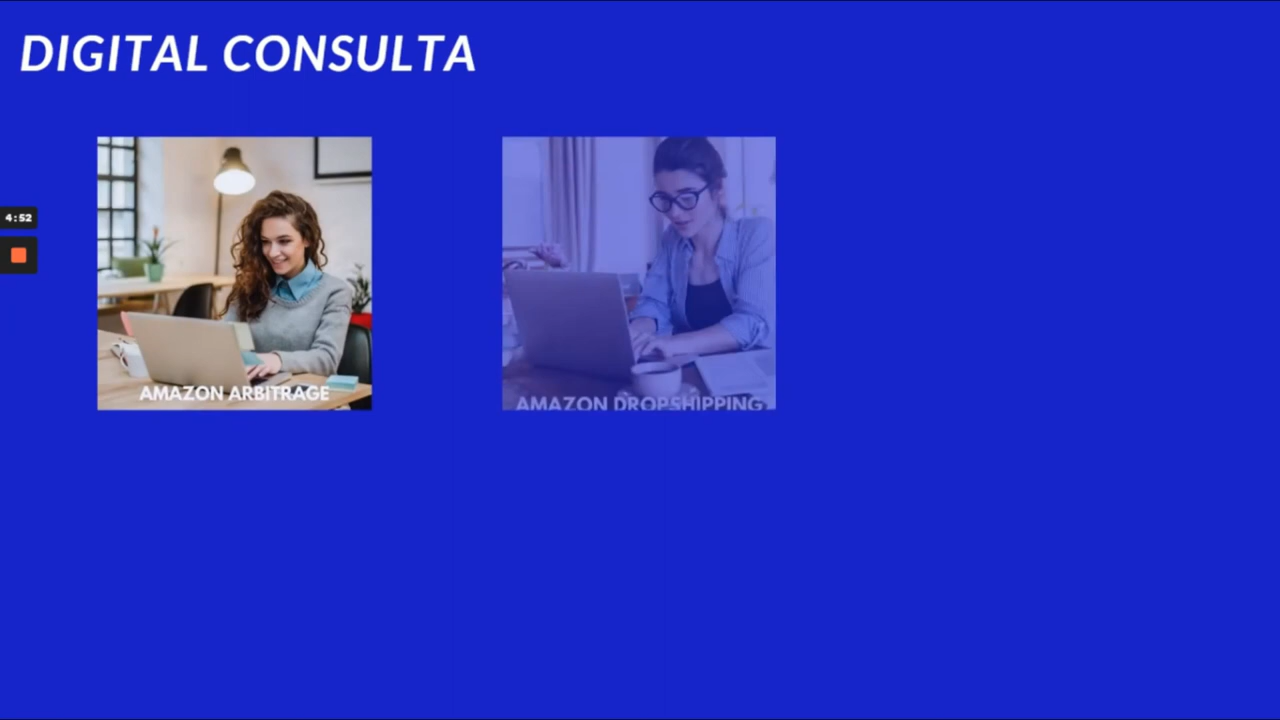 DIGITAL CONSULTA
4:52
AMAZON ARBITRAGE
AMAZON DROPSHIPPING